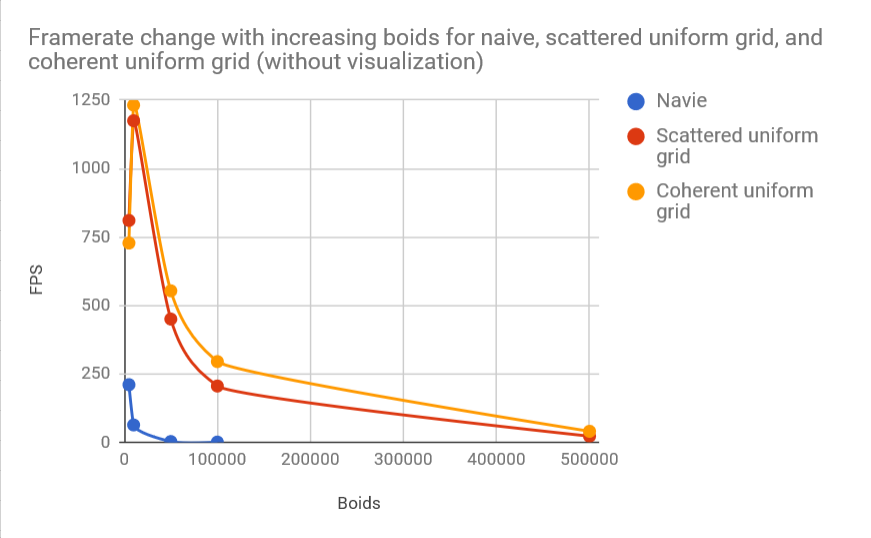 Framerate change with increasing boids for naive, scattered uniform grid, and
coherent uniform grid (without visualization)
1250
1000
750
500
250
0
FPS
0 100000 200000 300000 400000 500000
Boids
Navie
Scattered uniform
grid
Coherent uniform
grid